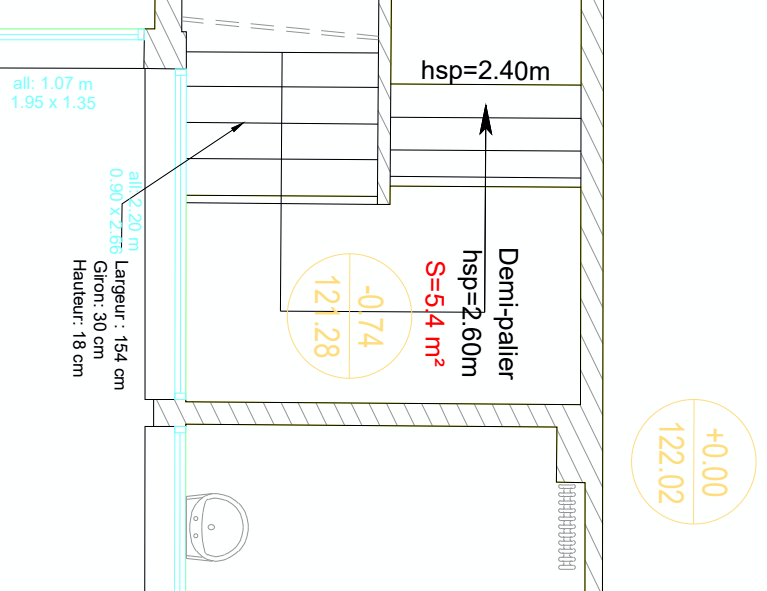 hsp=2.40m
all: 1.07 m
1.95 x 1.35
all: 2.20 m
0.90 x 2.66
Largeur : 154 cm
Giron: 30 cm
Hauteur: 18 cm
Demi-palier
hsp=2.60m
S=5.4 m²
-0.74
121.28
+0.00
122.02